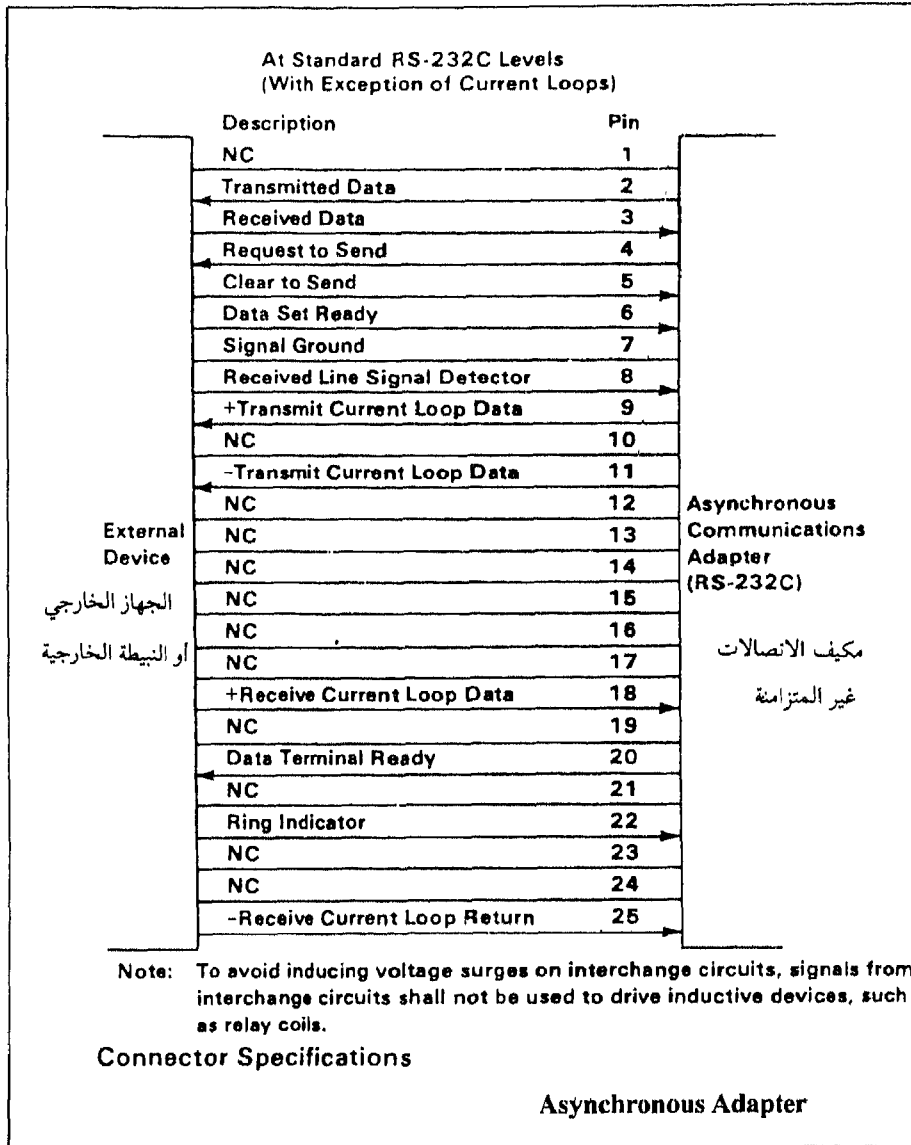 At Standard RS-232C Levels
(With Exception of Current Loops)
Description Pin
NC 1
Transmitted Data 2
Received Data 3
Request to Send 4
Clear to Send 5
Data Set Ready 6
Signal Ground 7
Received Line Signal Detector 8
+Transmit Current Loop Data 9
NC 10
-Transmit Current Loop Data 11
NC 12
NC 13
NC 14
NC 15
NC 16
NC 17
+Receive Current Loop Data 18
NC 19
Data Terminal Ready 20
NC 21
Ring Indicator 22
NC 23
NC 24
-Receive Current Loop Return 25
External
Device
الجهاز الخارجي
أو النبيطة الخارجية
Asynchronous
Communications
Adapter
(RS-232C)
مكيف الاتصالات
غير المتزامنة
Note: To avoid inducing voltage surges on interchange circuits, signals from
interchange circuits shall not be used to drive inductive devices, such
as relay coils.
Connector Specifications
Asynchronous Adapter